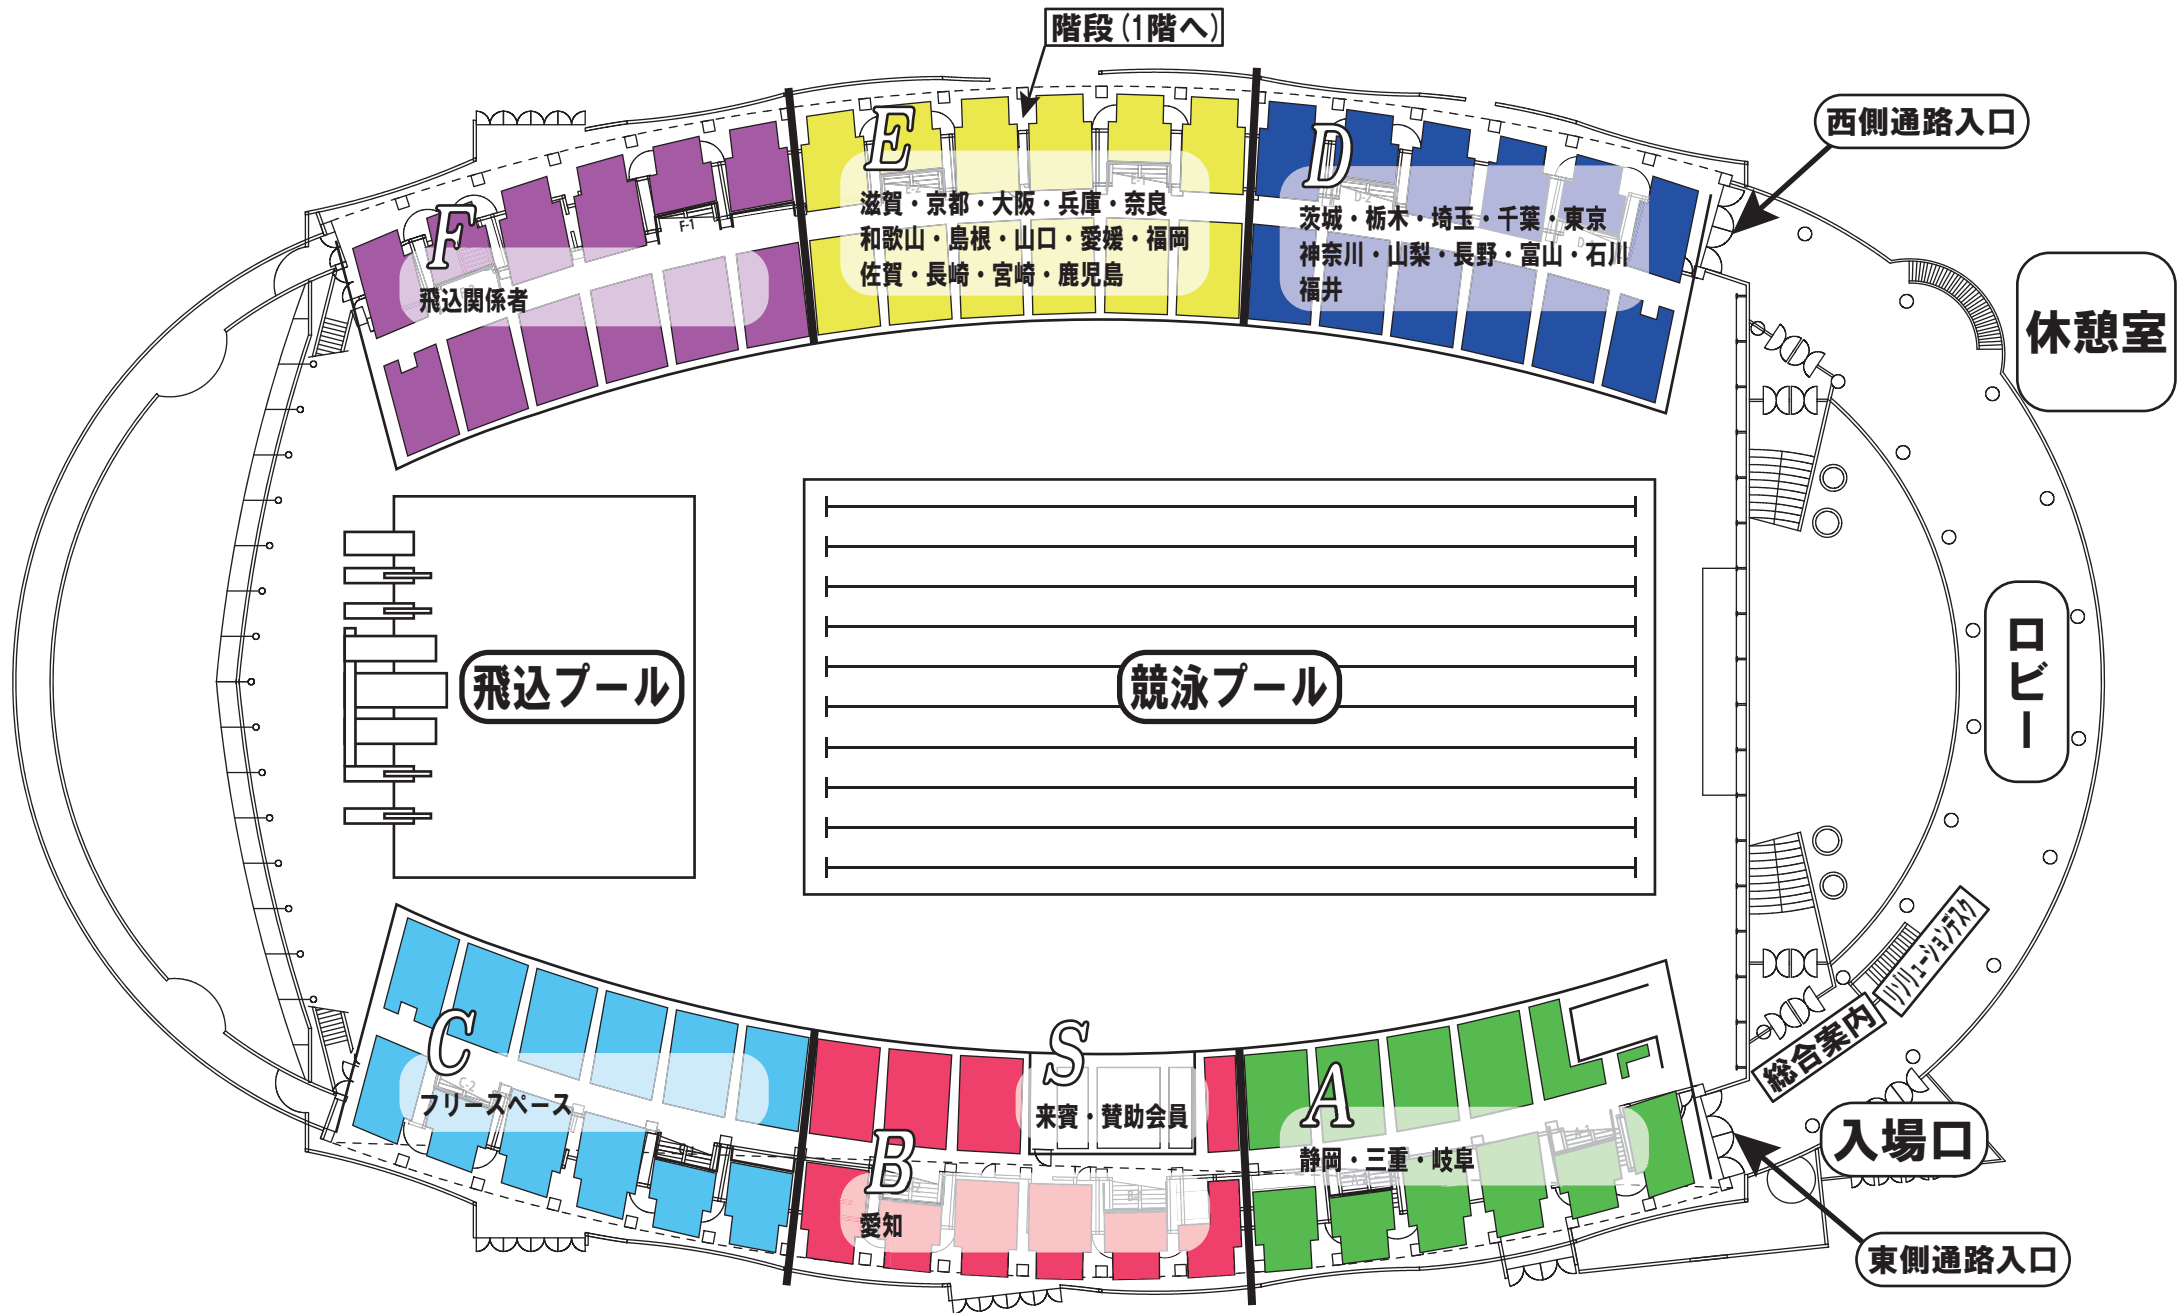 階段(1階へ)
西側通路入口
E
滋賀・京都・大阪・兵庫・奈良
和歌山・島根・山口・愛媛・福岡
佐賀・長崎・宮崎・鹿児島
D
茨城・栃木・埼玉・千葉・東京
神奈川・山梨・長野・富山・石川
福井
F
F-1
飛込関係者
休憩室
飛込プール
競泳プール
ロビー
ソリューションデスク
総合案内
入場口
東側通路入口
C
C-2
フリースペース
S
来賓・賛助会員
A
静岡・三重・岐阜
B
愛知